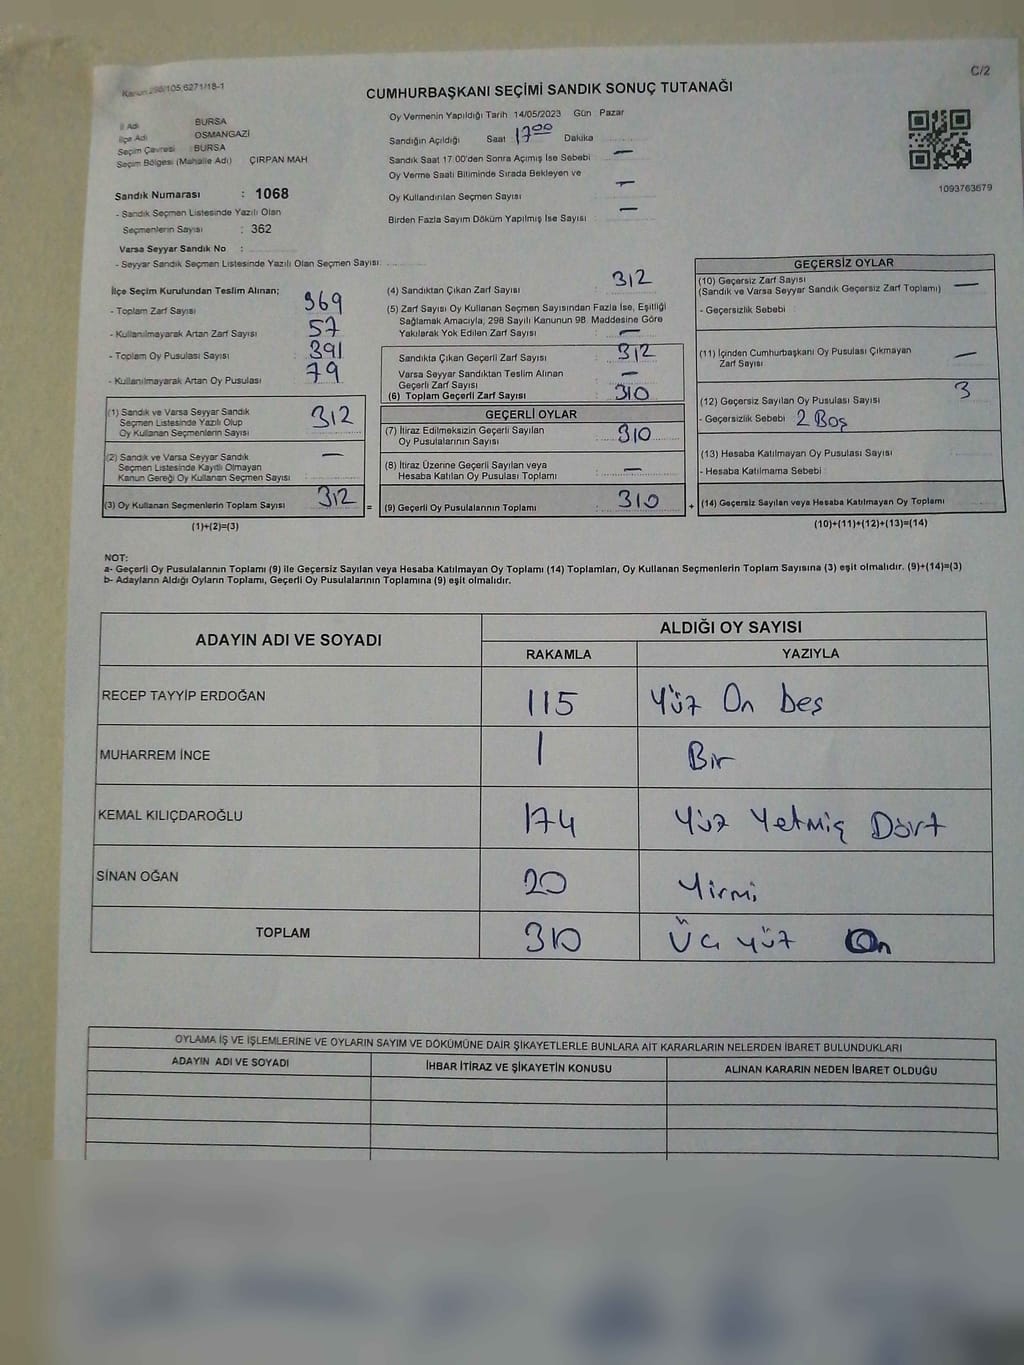 Kanun 298/105,6271/18-1
C/2
CUMHURBAŞKANI SEÇİMİ SANDIK SONUÇ TUTANAĞI
İl Adı BURSA
İlçe Adı OSMANGAZİ
Seçim Çevresi : BURSA
Seçim Bölgesi (Mahalle Adı) ÇIRPAN MAH
Sandık Numarası : 1068
- Sandık Seçmen Listesinde Yazılı Olan
Seçmenlerin Sayısı : 362
Varsa Seyyar Sandık No :
- Seyyar Sandık Seçmen Listesinde Yazılı Olan Seçmen Sayısı:
Oy Vermenin Yapıldığı Tarih 14/05/2023 Gün Pazar
Sandığın Açıldığı Saat 17 00 Dakika
Sandık Saat 17.00'den Sonra Açımış İse Sebebi : —
Oy Verme Saati Bitiminde Sırada Bekleyen ve
Oy Kullandırılan Seçmen Sayısı : —
Birden Fazla Sayım Döküm Yapılmış İse Sayısı : —
1093763679
İlçe Seçim Kurulundan Teslim Alınan;
- Toplam Zarf Sayısı : 369
- Kullanılmayarak Artan Zarf Sayısı : 57
- Toplam Oy Pusulası Sayısı : 391
- Kullanılmayarak Artan Oy Pusulası : 79
(1) Sandık ve Varsa Seyyar Sandık
Seçmen Listesinde Yazılı Olup
Oy Kullanan Seçmenlerin Sayısı : 312
(2) Sandık ve Varsa Seyyar Sandık
Seçmen Listesinde Kayıtlı Olmayan
Kanun Gereği Oy Kullanan Seçmen Sayısı : —
(3) Oy Kullanan Seçmenlerin Toplam Sayısı 312 =
(1)+(2)=(3)
(4) Sandıktan Çıkan Zarf Sayısı : 312
(5) Zarf Sayısı Oy Kullanan Seçmen Sayısından Fazla İse, Eşitliği
Sağlamak Amacıyla, 298 Sayılı Kanunun 98. Maddesine Göre
Yakılarak Yok Edilen Zarf Sayısı : —
Sandıkta Çıkan Geçerli Zarf Sayısı : 312
Varsa Seyyar Sandıktan Teslim Alınan
Geçerli Zarf Sayısı : —
(6) Toplam Geçerli Zarf Sayısı : 310
GEÇERLİ OYLAR
(7) İtiraz Edilmeksizin Geçerli Sayılan
Oy Pusulalarının Sayısı : 310
(8) İtiraz Üzerine Geçerli Sayılan veya
Hesaba Katılan Oy Pusulası Toplamı : —
(9) Geçerli Oy Pusulalarının Toplamı : 310 +
GEÇERSİZ OYLAR
(10) Geçersiz Zarf Sayısı
(Sandık ve Varsa Seyyar Sandık Geçersiz Zarf Toplamı) —
- Geçersizlik Sebebi :
(11) İçinden Cumhurbaşkanı Oy Pusulası Çıkmayan
Zarf Sayısı : —
(12) Geçersiz Sayılan Oy Pusulası Sayısı : 3
- Geçersizlik Sebebi : 2 Boş
(13) Hesaba Katılmayan Oy Pusulası Sayısı
- Hesaba Katılmama Sebebi :
(14) Geçersiz Sayılan veya Hesaba Katılmayan Oy Toplamı
(10)+(11)+(12)+(13)=(14)
NOT:
a- Geçerli Oy Pusulalarının Toplamı (9) ile Geçersiz Sayılan veya Hesaba Katılmayan Oy Toplamı (14) Toplamları, Oy Kullanan Seçmenlerin Toplam Sayısına (3) eşit olmalıdır. (9)+(14)=(3)
b- Adayların Aldığı Oyların Toplamı, Geçerli Oy Pusulalarının Toplamına (9) eşit olmalıdır.
ADAYIN ADI VE SOYADI ALDIĞI OY SAYISI
RAKAMLA YAZIYLA
RECEP TAYYİP ERDOĞAN 115 Yüz On beş
MUHARREM İNCE 1 Bir
KEMAL KILIÇDAROĞLU 174 Yüz Yetmiş Dört
SİNAN OĞAN 20 Yirmi
TOPLAM 310 Üç yüz On
OYLAMA İŞ VE İŞLEMLERİNE VE OYLARIN SAYIM VE DÖKÜMÜNE DAİR ŞİKAYETLERLE BUNLARA AİT KARARLARIN NELERDEN İBARET BULUNDUKLARI
ADAYIN ADI VE SOYADI İHBAR İTİRAZ VE ŞİKAYETİN KONUSU ALINAN KARARIN NEDEN İBARET OLDUĞU